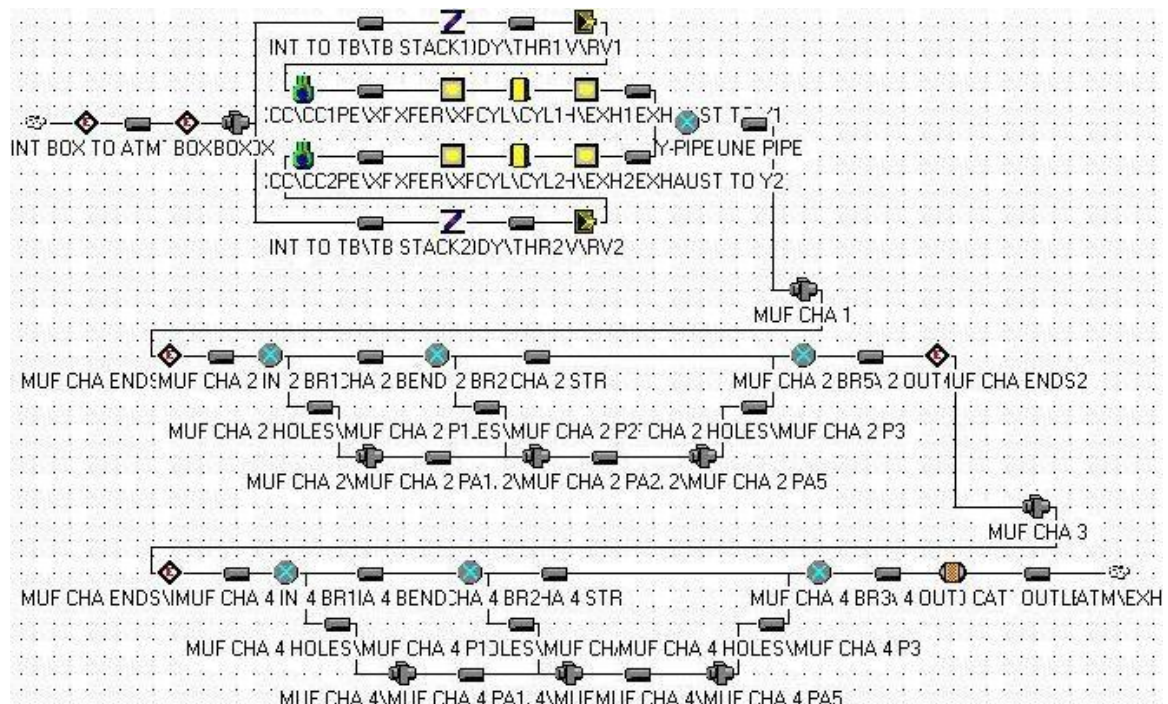 INT TO TB\TB STACK1)DY\THR1V\RV1
:CC\CC1PE\XFXFER\XFCYL\CYL1H\EXH1EXH UST T Y1
INT BOX TO ATM BOXBOX
Y-PIPEUNE PIPE
:CC\CC2PE\XFXFER\XFCYL\CYL2H\EXH2EXHAUST TO Y2
INT TO TB\TB STACK2)DY\THR2V\RV2
MUF CHA 1
MUF CHA ENDS MUF CHA 2 IN 2 BR1 CHA 2 BEND 2 BR2 CHA 2 STR MUF CHA 2 BR5 2 OUT MUF CHA ENDS2
MUF CHA 2 HOLES\MUF CHA 2 P1 LES\MUF CHA 2 P2 CHA 2 HOLES\MUF CHA 2 P3
MUF CHA 2\MUF CHA 2 PA1. 2\MUF CHA 2 PA2. 2\MUF CHA 2 PA5
MUF CHA 3
MUF CHA ENDS\MUF CHA 4 IN 4 BR1 A 4 BEND CHA 4 BR2 HA 4 STR MUF CHA 4 BR3 4 OUT) CAT OUTL ATM\EXH
MUF CHA 4 HOLES\MUF CHA 4 P1 OLES\MUF CH MUF CHA 4 HOLES\MUF CHA 4 P3
MUF CHA 4\MUF CHA 4 PA1. 4\MUF MUF CHA 4\MUF CHA 4 PA5